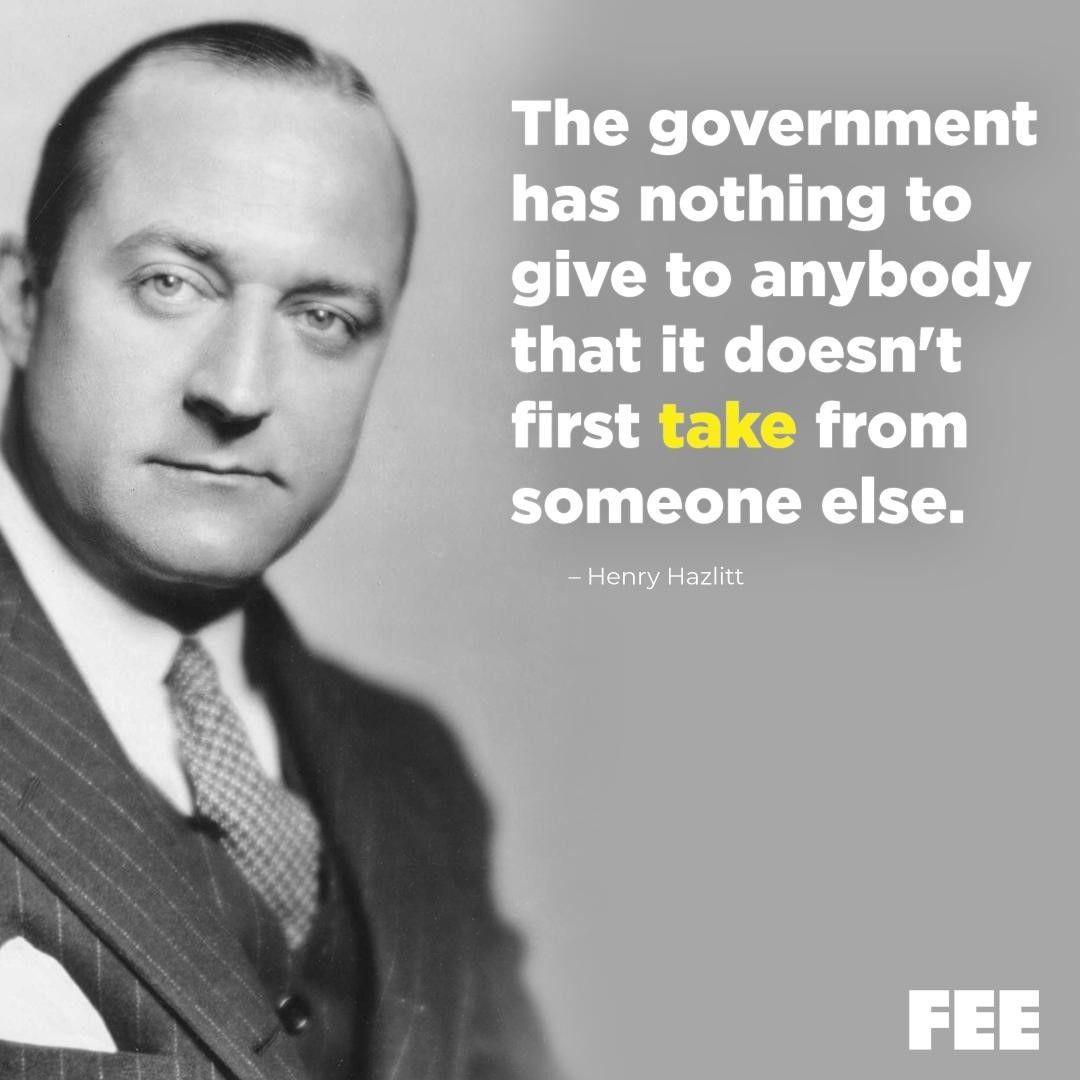 The government
has nothing to
give to anybody
that it doesn't
first take from
someone else.
– Henry Hazlitt
FEE